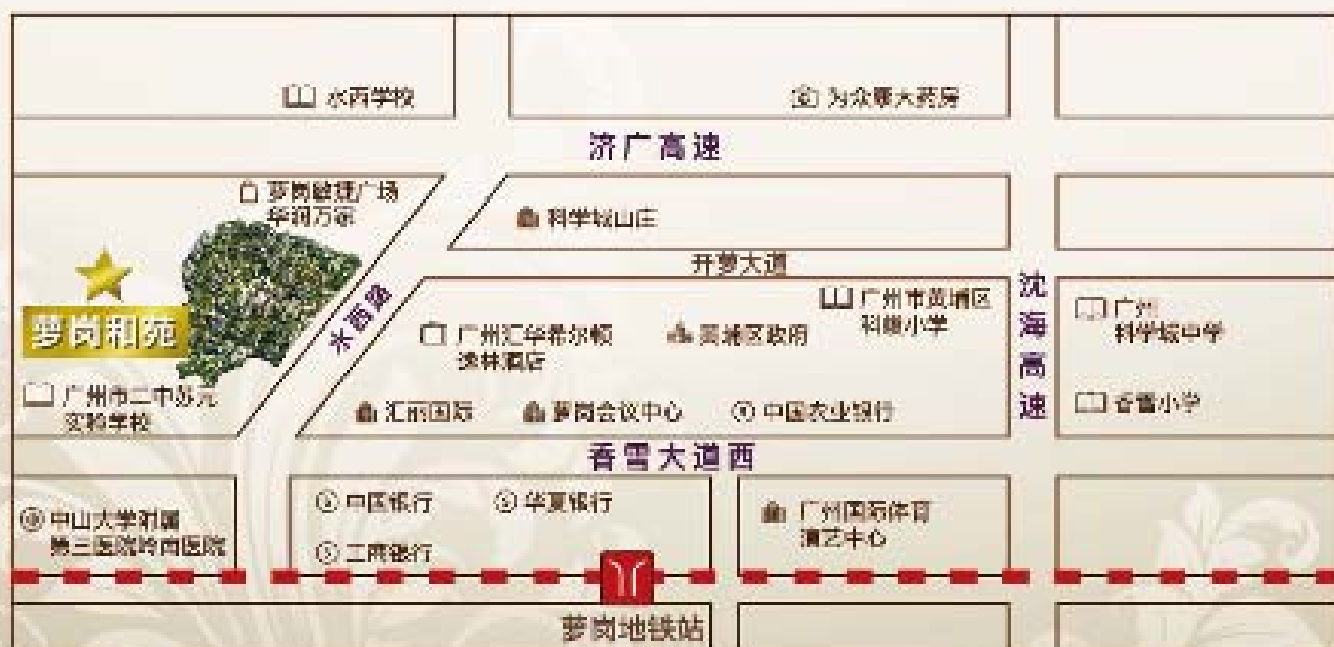 水西学校
为众康大药房
济广高速
萝岗敏捷广场
华润万家
科学城山庄
开萝大道
水西路
沈海高速
萝岗和苑
广州市黄埔区
科峻小学
广州汇华希尔顿
逸林酒店
黄埔区政府
广州
科学城中学
广州市二中苏元
实验学校
汇丽国际
萝岗会议中心
中国农业银行
香雪小学
香雪大道西
中国银行
华夏银行
中山大学附属
第三医院岭南医院
工商银行
广州国际体育
演艺中心
萝岗地铁站